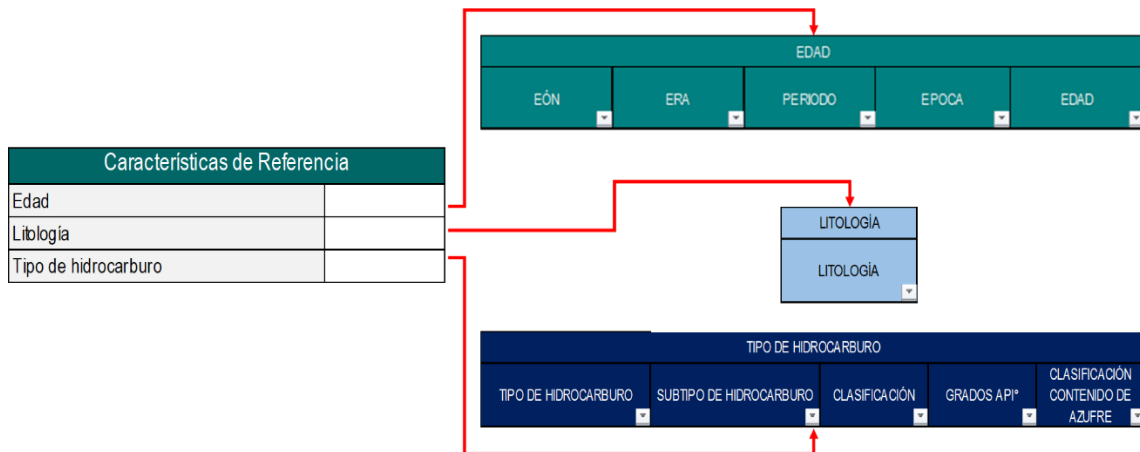 EDAD
EÓN
ERA
PERIODO
EPOCA
EDAD
Características de Referencia
Edad
Litología
Tipo de hidrocarburo
LITOLOGÍA
LITOLOGÍA
TIPO DE HIDROCARBURO
TIPO DE HIDROCARBURO
SUBTIPO DE HIDROCARBURO
CLASIFICACIÓN
GRADOS API°
CLASIFICACIÓN
CONTENIDO DE
AZUFRE